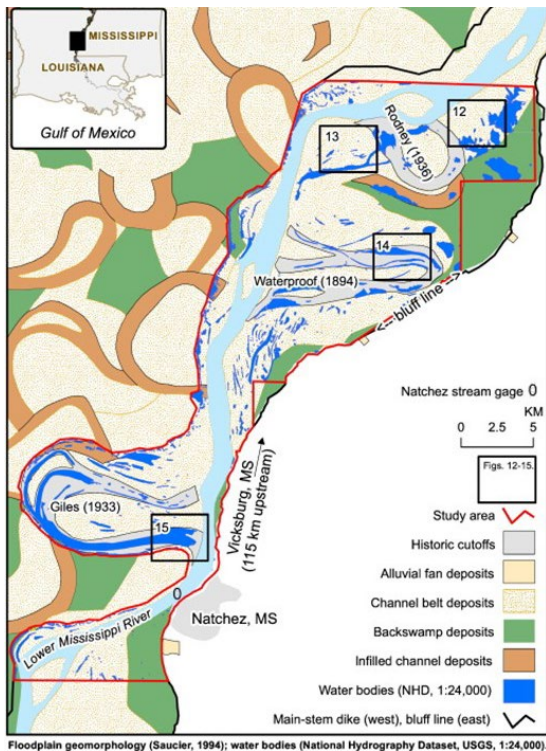 MISSISSIPPI
LOUISIANA
Gulf of Mexico
12
13
Rodney (1936)
14
Waterproof (1894)
<-- bluff line -->
Natchez stream gage 0
KM
0 2.5 5
Figs. 12-15.
Vicksburg, MS
(115 km upstream)
Giles (1933)
15
Study area
Historic cutoffs
0
Alluvial fan deposits
Natchez, MS
Channel belt deposits
Lower Mississippi River
Backswamp deposits
Infilled channel deposits
Water bodies (NHD, 1:24,000)
Main-stem dike (west), bluff line (east)
Floodplain geomorphology (Saucier, 1994); water bodies (National Hydrography Dataset, USGS, 1:24,000)